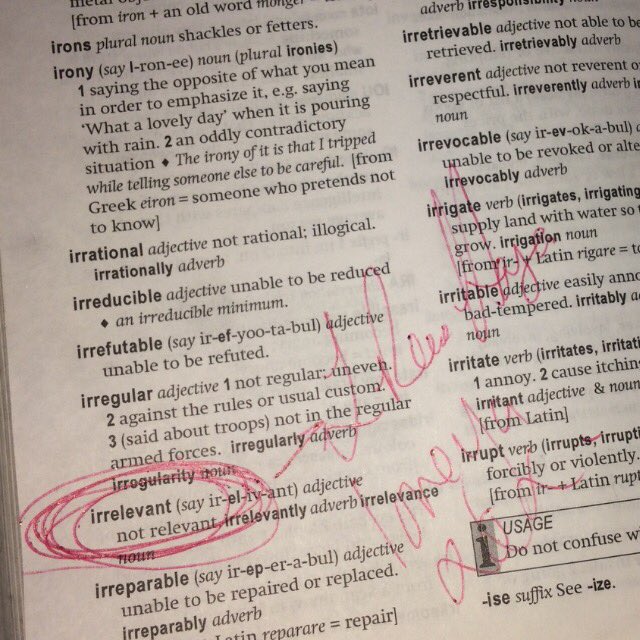 [from iron + an old word monger
irons plural noun shackles or fetters.
irony (say I-ron-ee) noun (plural ironies)
1 saying the opposite of what you mean
in order to emphasize it, e.g. saying
‘What a lovely day’ when it is pouring
with rain. 2 an oddly contradictory
situation ♦ The irony of it is that I tripped
while telling someone else to be careful. [from
Greek eiron = someone who pretends not
to know]
irrational adjective not rational; illogical.
irrationally adverb
irreducible adjective unable to be reduced
♦ an irreducible minimum.
irrefutable (say ir-ef-yoo-ta-bul) adjective
unable to be refuted.
irregular adjective 1 not regular; uneven.
2 against the rules or usual custom.
3 (said about troops) not in the regular
armed forces. irregularly adverb
irregularity noun
irrelevant (say ir-el-iv-ant) adjective
not relevant. irrelevantly adverb irrelevance
noun
irreparable (say ir-ep-er-a-bul) adjective
unable to be repaired or replaced.
irreparably adverb
Latin reparare = repair]
adverb irresponsibility noun
irretrievable adjective not able to be
retrieved. irretrievably adverb
irreverent adjective not reverent or
respectful. irreverently adverb
noun
irrevocable (say ir-ev-ok-a-bul)
unable to be revoked or
irrevocably adverb
irrigate verb (irrigates, irrigating
supply land with water so
grow. irrigation noun
[from ir- + Latin rigare =
irritable adjective easily
bad-tempered. irritably
noun
irritate verb (irritates,
1 annoy. 2 cause
irritant adjective & noun
[from Latin]
irrupt verb (irrupts,
forcibly or violently.
[from ir- + Latin
i USAGE
Do not confuse
-ise suffix See -ize.